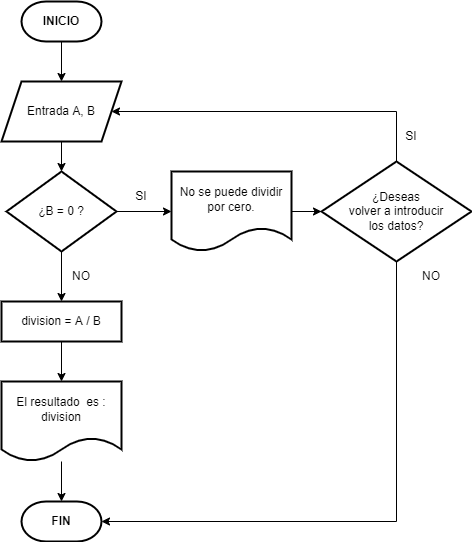 INICIO
Entrada A, B
¿B = 0 ?
SI
No se puede dividir
por cero.
¿Deseas
volver a introducir
los datos?
SI
NO
NO
division = A / B
El resultado  es :
division
FIN